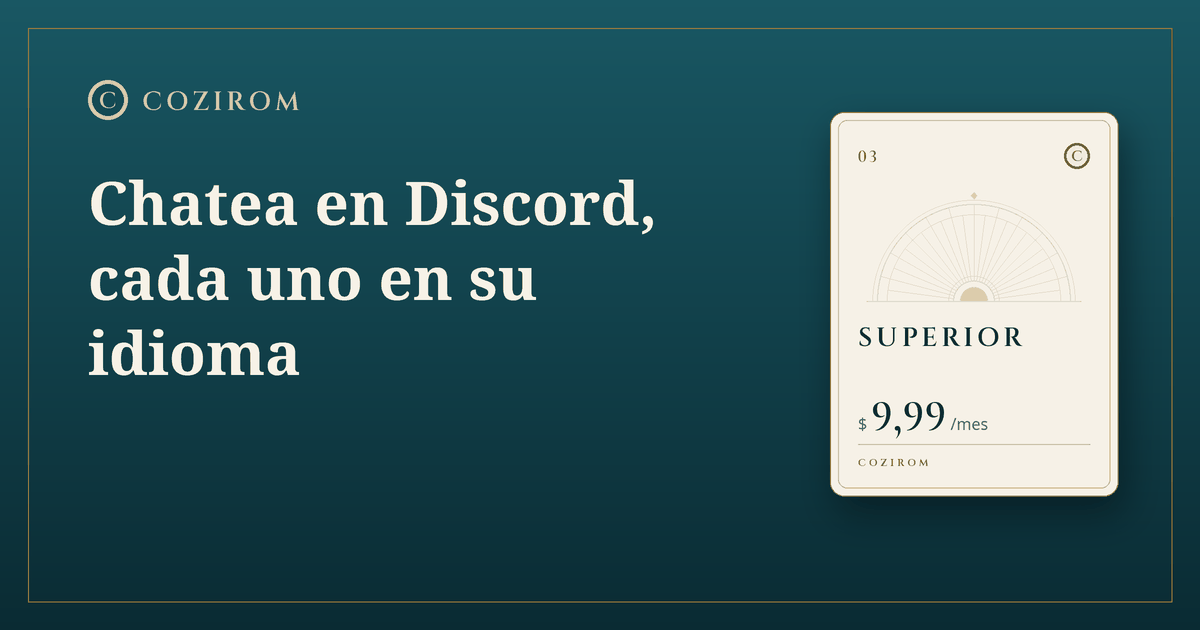 C COZIROM
Chatea en Discord,
cada uno en su
idioma
03 C
SUPERIOR
$ 9,99 /mes
COZIROM